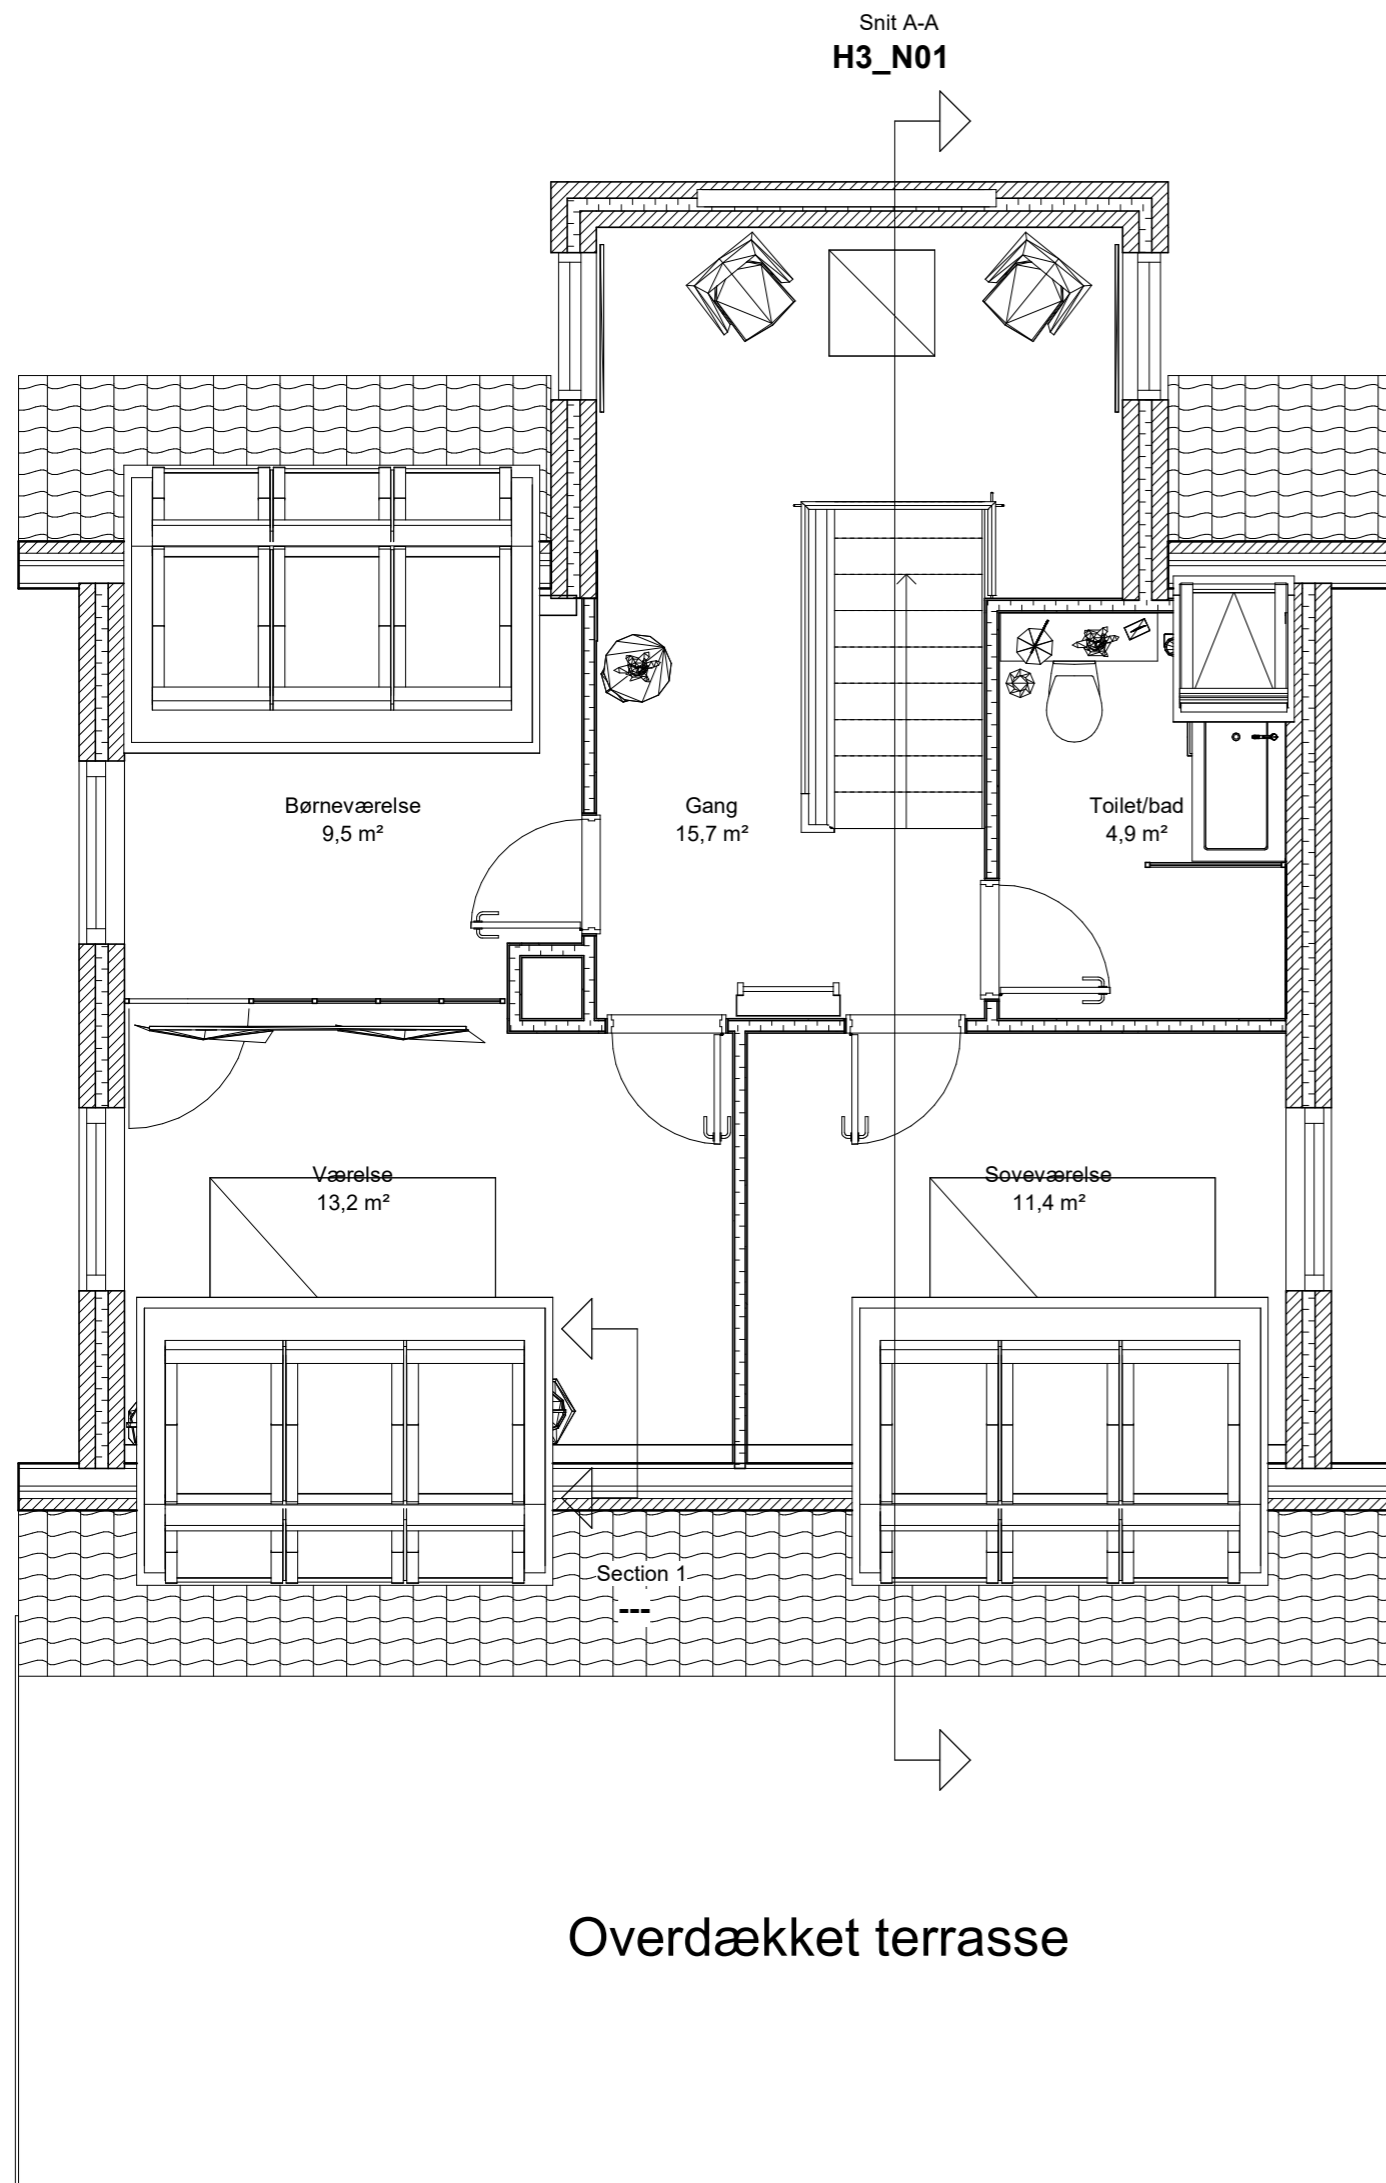 Snit A-A
H3_N01
Børneværelse
9,5 m²
Gang
15,7 m²
Toilet/bad
4,9 m²
Værelse
13,2 m²
Soveværelse
11,4 m²
Section 1
---
Overdækket terrasse